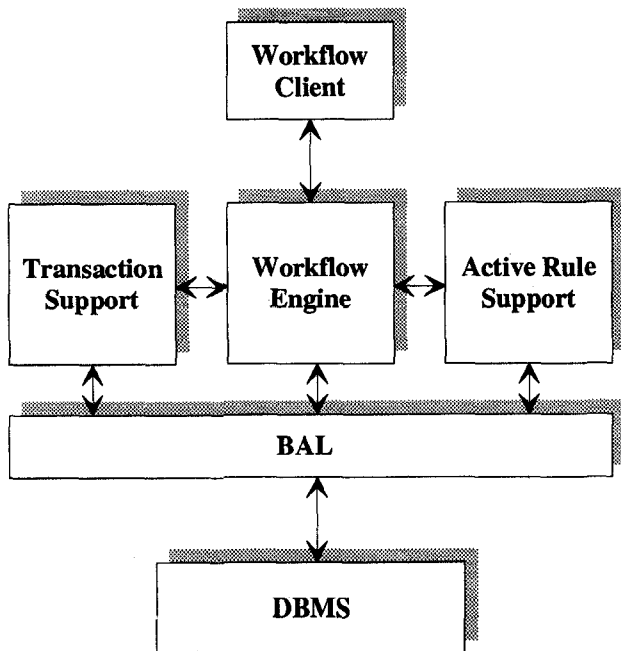 Workflow
Client
Transaction
Support
Workflow
Engine
Active Rule
Support
BAL
DBMS